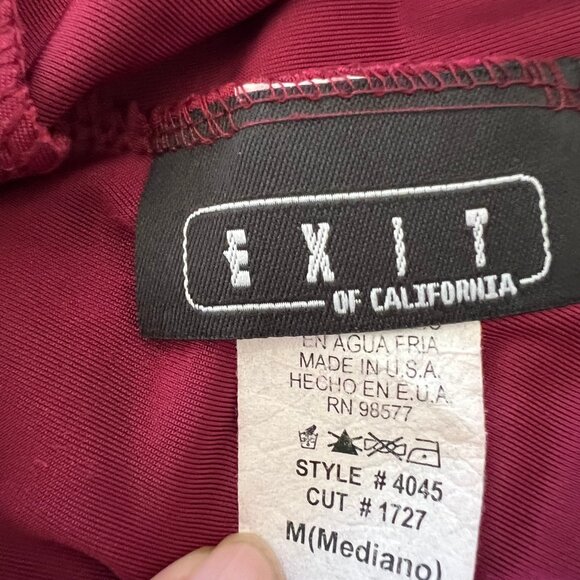 EXIT
OF CALIFORNIA
EN AGUA FRIA
MADE IN U.S.A.
HECHO EN E.U.A.
RN 98577
STYLE # 4045
CUT # 1727
M(Mediano)